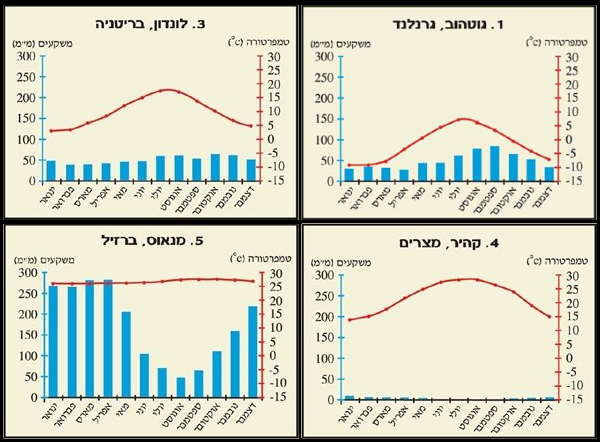 1. גוטהוב, גרנלנד
טמפרטורה (°C)
משקעים (מ״מ)
300
250
200
150
100
50
0
30
25
20
15
10
5
0
-5
-10
-15
ינואר
פברואר
מארס
אפריל
מאי
יוני
יולי
אוגוסט
ספטמבר
אוקטובר
נובמבר
דצמבר
3. לונדון, בריטניה
טמפרטורה (°C)
משקעים (מ״מ)
300
250
200
150
100
50
0
30
25
20
15
10
5
0
-5
-10
-15
ינואר
פברואר
מארס
אפריל
מאי
יוני
יולי
אוגוסט
ספטמבר
אוקטובר
נובמבר
דצמבר
4. קהיר, מצרים
טמפרטורה (°C)
משקעים (מ״מ)
300
250
200
150
100
50
0
30
25
20
15
10
5
0
-5
-10
-15
ינואר
פברואר
מארס
אפריל
מאי
יוני
יולי
אוגוסט
ספטמבר
אוקטובר
נובמבר
דצמבר
5. מנאוס, ברזיל
טמפרטורה (°C)
משקעים (מ״מ)
300
250
200
150
100
50
0
30
25
20
15
10
5
0
-5
-10
-15
ינואר
פברואר
מארס
אפריל
מאי
יוני
יולי
אוגוסט
ספטמבר
אוקטובר
נובמבר
דצמבר